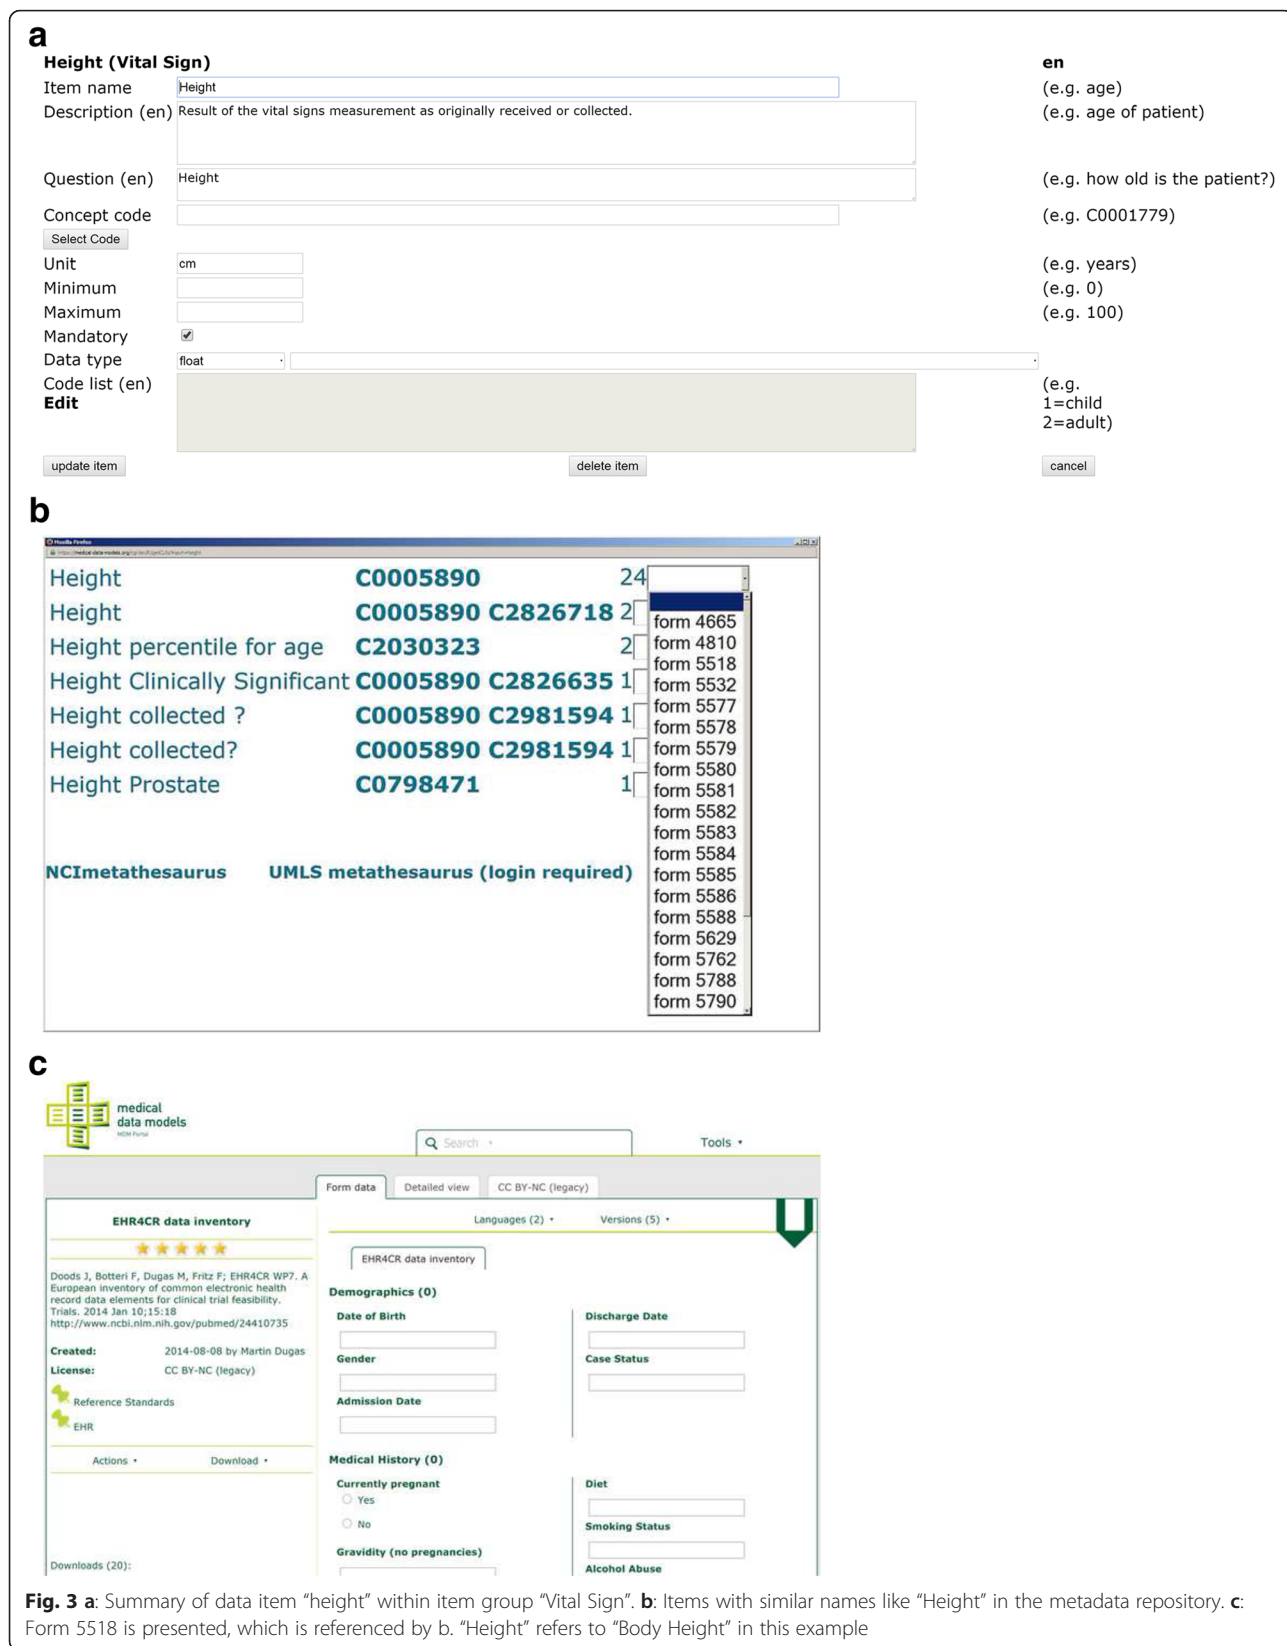 a
Height (Vital Sign) en
Item name Height (e.g. age)
Description (en) Result of the vital signs measurement as originally received or collected. (e.g. age of patient)
Question (en) Height (e.g. how old is the patient?)
Concept code (e.g. C0001779)
Select Code
Unit cm (e.g. years)
Minimum (e.g. 0)
Maximum (e.g. 100)
Mandatory
Data type float
Code list (en) (e.g.
Edit 1=child
2=adult)
update item delete item cancel
b
Mozilla Firefox
Height C0005890 24
Height C0005890 C2826718 2
Height percentile for age C2030323 2
Height Clinically Significant C0005890 C2826635 1
Height collected ? C0005890 C2981594 1
Height collected? C0005890 C2981594 1
Height Prostate C0798471 1
NCImetathesaurus UMLS metathesaurus (login required)
form 4665
form 4810
form 5518
form 5532
form 5577
form 5578
form 5579
form 5580
form 5581
form 5582
form 5583
form 5584
form 5585
form 5586
form 5588
form 5629
form 5762
form 5788
form 5790
c
medical
data models
MDM Portal
Search
Tools
Form data Detailed view CC BY-NC (legacy)
EHR4CR data inventory
Doods J, Botteri F, Dugas M, Fritz F; EHR4CR WP7. A
European inventory of common electronic health
record data elements for clinical trial feasibility.
Trials. 2014 Jan 10;15:18
http://www.ncbi.nlm.nih.gov/pubmed/24410735
Created: 2014-08-08 by Martin Dugas
License: CC BY-NC (legacy)
Reference Standards
EHR
Actions Download
Downloads (20):
Languages (2) Versions (5)
EHR4CR data inventory
Demographics (0)
Date of Birth Discharge Date
Gender Case Status
Admission Date
Medical History (0)
Currently pregnant Diet
Yes
No Smoking Status
Gravidity (no pregnancies)
Alcohol Abuse
Fig. 3 a: Summary of data item “height” within item group “Vital Sign”. b: Items with similar names like “Height” in the metadata repository. c:
Form 5518 is presented, which is referenced by b. “Height” refers to “Body Height” in this example